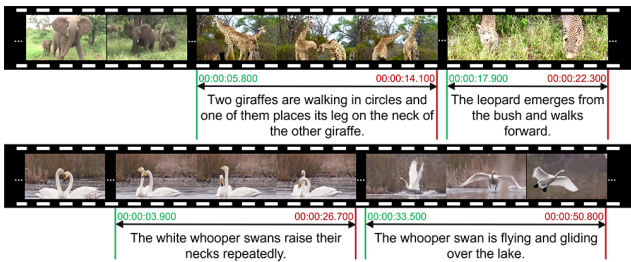 ... ... ... ...
00:00:05.800 00:00:14.100 00:00:17.900 00:00:22.300
Two giraffes are walking in circles and
one of them places its leg on the neck of
the other giraffe.
The leopard emerges from
the bush and walks
forward.
... ... ... ...
00:00:03.900 00:00:26.700 00:00:33.500 00:00:50.800
The white whooper swans raise their
necks repeatedly.
The whooper swan is flying and gliding
over the lake.